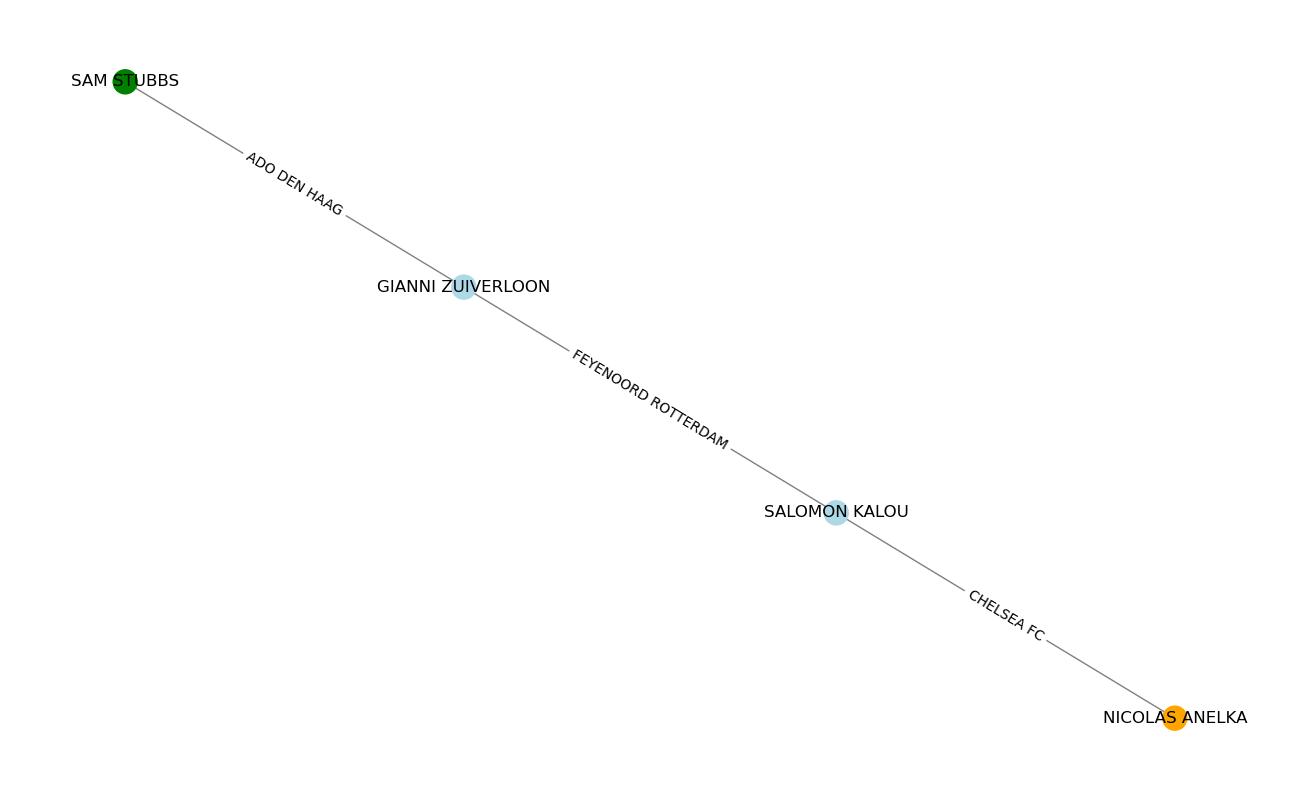 SAM STUBBS
ADO DEN HAAG
GIANNI ZUIVERLOON
FEYENOORD ROTTERDAM
SALOMON KALOU
CHELSEA FC
NICOLAS ANELKA